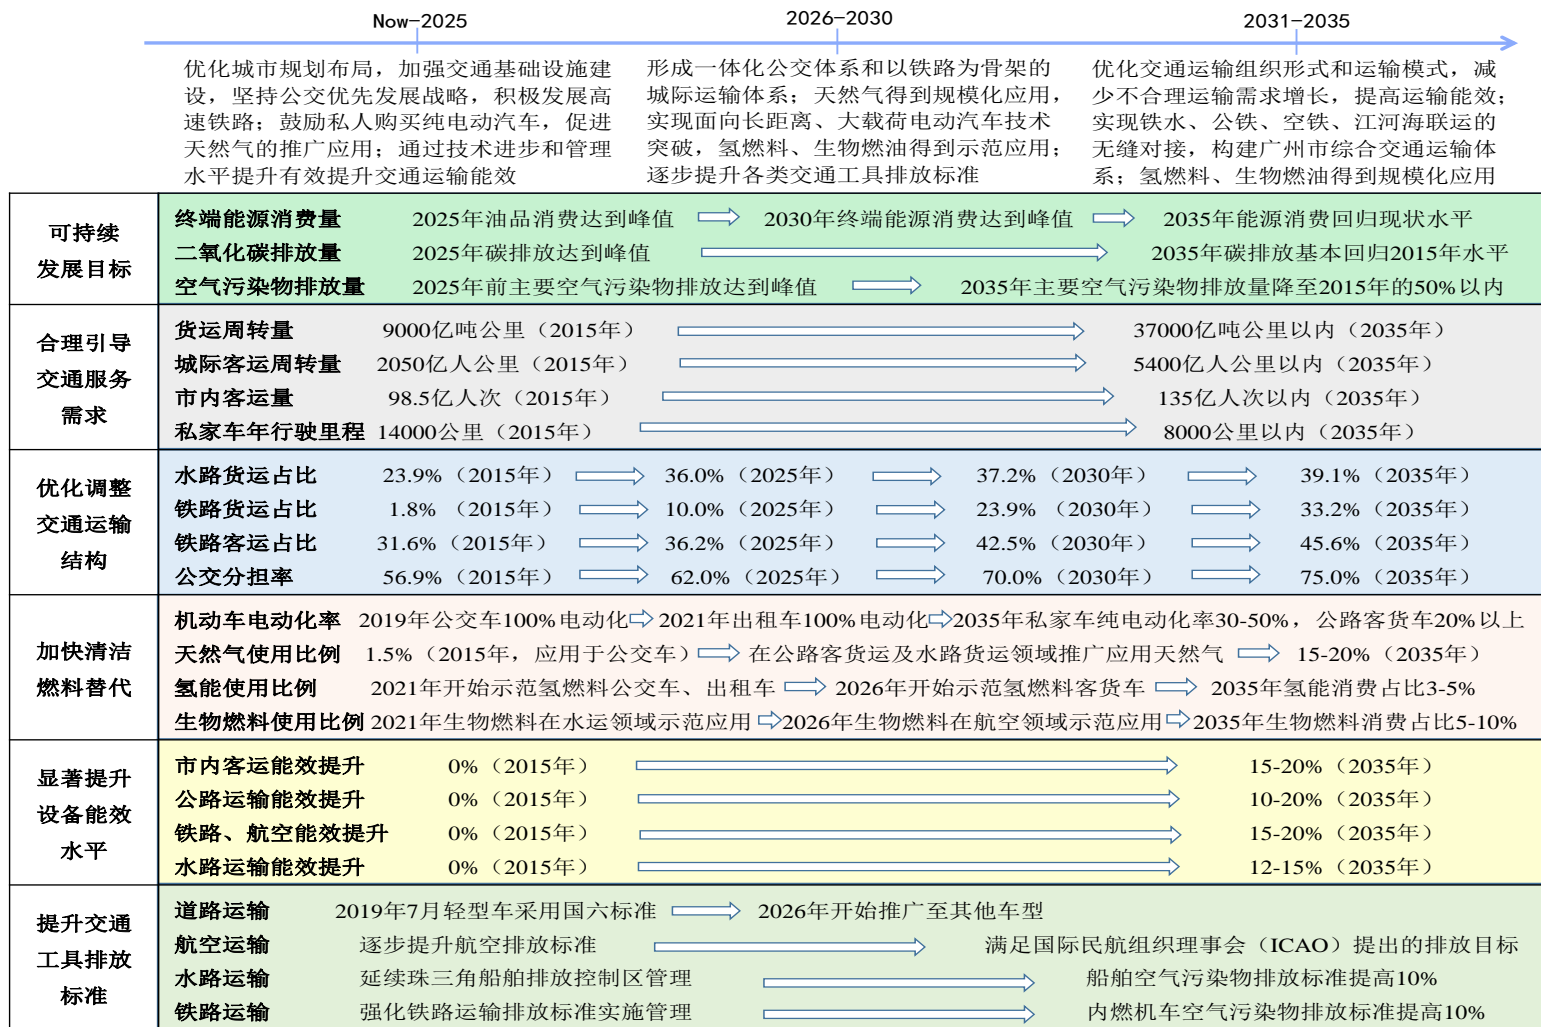 Now-2025
2026-2030
2031-2035
优化城市规划布局，加强交通基础设施建
设，坚持公交优先发展战略，积极发展高
速铁路；鼓励私人购买纯电动汽车，促进
天然气的推广应用；通过技术进步和管理
水平提升有效提升交通运输能效
形成一体化公交体系和以铁路为骨架的
城际运输体系；天然气得到规模化应用，
实现面向长距离、大载荷电动汽车技术
突破，氢燃料、生物燃油得到示范应用；
逐步提升各类交通工具排放标准
优化交通运输组织形式和运输模式，减
少不合理运输需求增长，提高运输能效；
实现铁水、公铁、空铁、江河海联运的
无缝对接，构建广州市综合交通运输体
系；氢燃料、生物燃油得到规模化应用
可持续
发展目标
终端能源消费量 2025年油品消费达到峰值 2030年终端能源消费达到峰值 2035年能源消费回归现状水平
二氧化碳排放量 2025年碳排放达到峰值 2035年碳排放基本回归2015年水平
空气污染物排放量 2025年前主要空气污染物排放达到峰值 2035年主要空气污染物排放量降至2015年的50%以内
合理引导
交通服务
需求
货运周转量 9000亿吨公里（2015年） 37000亿吨公里以内（2035年）
城际客运周转量 2050亿人公里（2015年） 5400亿人公里以内（2035年）
市内客运量 98.5亿人次（2015年） 135亿人次以内（2035年）
私家车年行驶里程 14000公里（2015年） 8000公里以内（2035年）
优化调整
交通运输
结构
水路货运占比 23.9%（2015年） 36.0%（2025年） 37.2%（2030年） 39.1%（2035年）
铁路货运占比 1.8%（2015年） 10.0%（2025年） 23.9%（2030年） 33.2%（2035年）
铁路客运占比 31.6%（2015年） 36.2%（2025年） 42.5%（2030年） 45.6%（2035年）
公交分担率 56.9%（2015年） 62.0%（2025年） 70.0%（2030年） 75.0%（2035年）
加快清洁
燃料替代
机动车电动化率 2019年公交车100%电动化 2021年出租车100%电动化 2035年私家车纯电动化率30-50%，公路客货车20%以上
天然气使用比例 1.5%（2015年，应用于公交车） 在公路客货运及水路货运领域推广应用天然气 15-20%（2035年）
氢能使用比例 2021年开始示范氢燃料公交车、出租车 2026年开始示范氢燃料客货车 2035年氢能消费占比3-5%
生物燃料使用比例 2021年生物燃料在水运领域示范应用 2026年生物燃料在航空领域示范应用 2035年生物燃料消费占比5-10%
显著提升
设备能效
水平
市内客运能效提升 0%（2015年） 15-20%（2035年）
公路运输能效提升 0%（2015年） 10-20%（2035年）
铁路、航空能效提升 0%（2015年） 15-20%（2035年）
水路运输能效提升 0%（2015年） 12-15%（2035年）
提升交通
工具排放
标准
道路运输 2019年7月轻型车采用国六标准 2026年开始推广至其他车型
航空运输 逐步提升航空排放标准 满足国际民航组织理事会（ICAO）提出的排放目标
水路运输 延续珠三角船舶排放控制区管理 船舶空气污染物排放标准提高10%
铁路运输 强化铁路运输排放标准实施管理 内燃机车空气污染物排放标准提高10%